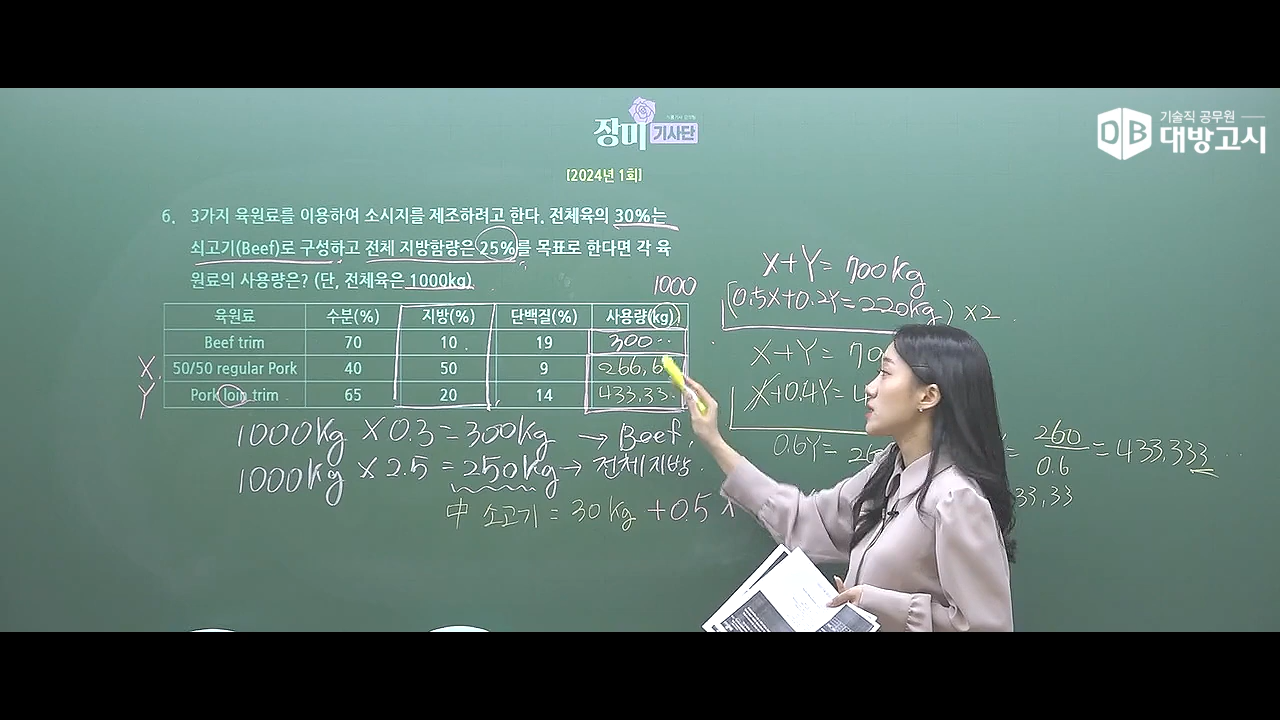 기술직 공무원
DB 대방고시
장미 기사단
[2024년 1회]
6. 3가지 육원료를 이용하여 소시지를 제조하려고 한다. 전체육의 30%는
쇠고기(Beef)로 구성하고 전체 지방함량은 25%를 목표로 한다면 각 육
원료의 사용량은? (단, 전체육은 1000kg)
1000
육원료 수분(%) 지방(%) 단백질(%) 사용량(kg)
Beef trim 70 10 19 300
X 50/50 regular Pork 40 50 9 266.6
Y Pork loin trim 65 20 14 433.33
1000kg X 0.3 = 300kg → Beef
1000kg X 2.5 = 250kg → 전체지방
中 소고기 = 30kg + 0.5 X
X+Y= 700kg
(0.5X+0.2Y=220kg) X2
X+Y= 70
X+0.4Y= 4
0.6Y= 26
= 260/0.6 = 433.333
33.33